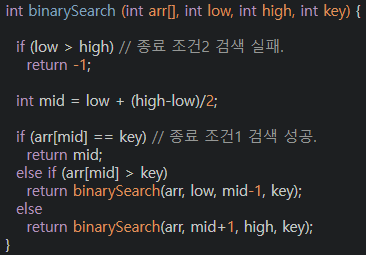 int binarySearch (int arr[], int low, int high, int key) {
if (low > high) // 종료 조건2 검색 실패.
return -1;
int mid = low + (high-low)/2;
if (arr[mid] == key) // 종료 조건1 검색 성공.
return mid;
else if (arr[mid] > key)
return binarySearch(arr, low, mid-1, key);
else
return binarySearch(arr, mid+1, high, key);
}